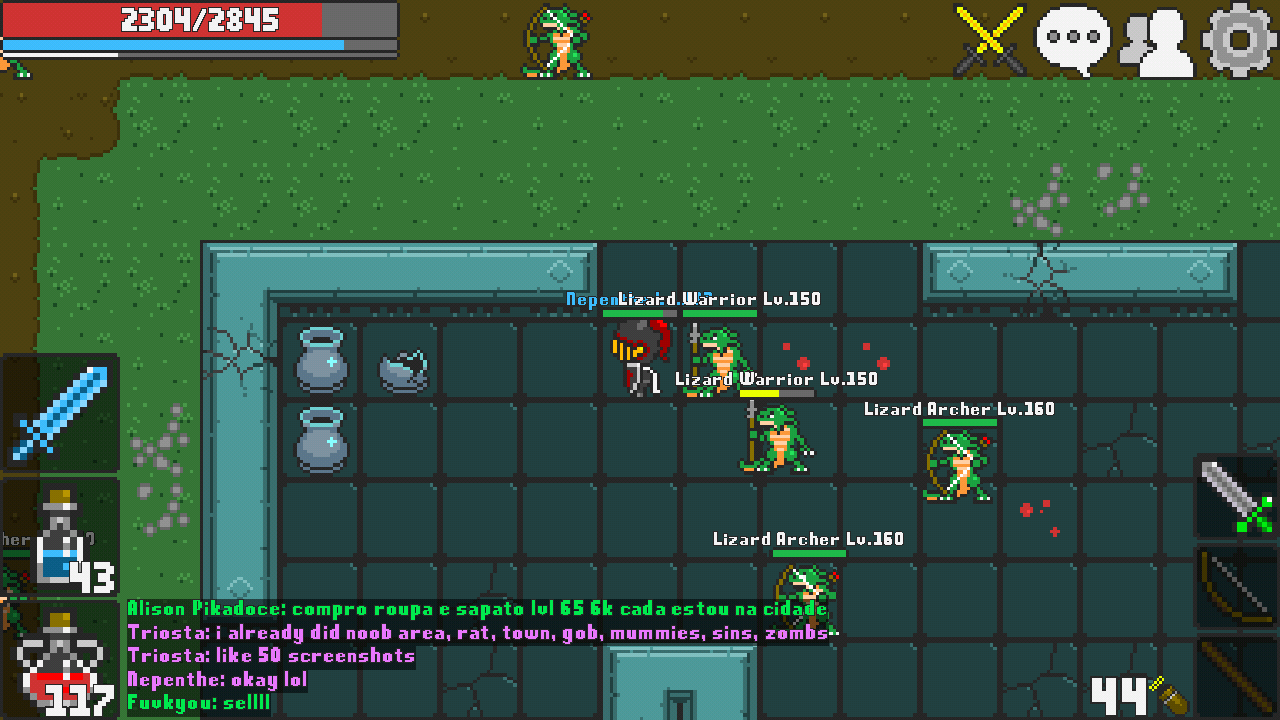 2304/2845
Lizard Warrior Lv.150
Lizard Warrior Lv.150
Lizard Archer Lv.160
Lizard Archer Lv.160
43
Alison Pikadoce: compro roupa e sapato lvl 65 6k cada estou na cidade
Triosta: i already did noob area, rat, town, gob, mummies, sins, zombs
Triosta: like 50 screenshots
Nepenthe: okay lol
Fuvkyou: sellll
117
44